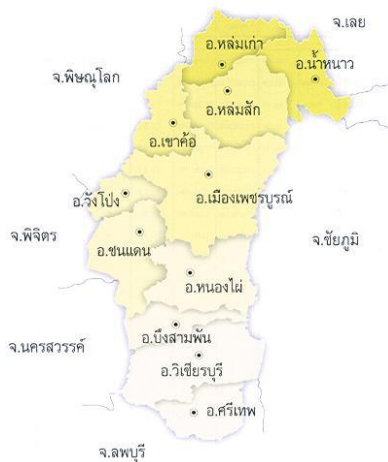 จ.เลย
อ.หล่มเก่า
อ.น้ำหนาว
จ.พิษณุโลก
อ.หล่มสัก
อ.เขาค้อ
อ.วังโป่ง
อ.เมืองเพชรบูรณ์
จ.พิจิตร
จ.ชัยภูมิ
อ.ชนแดน
อ.หนองไผ่
อ.บึงสามพัน
จ.นครสวรรค์
อ.วิเชียรบุรี
อ.ศรีเทพ
จ.ลพบุรี